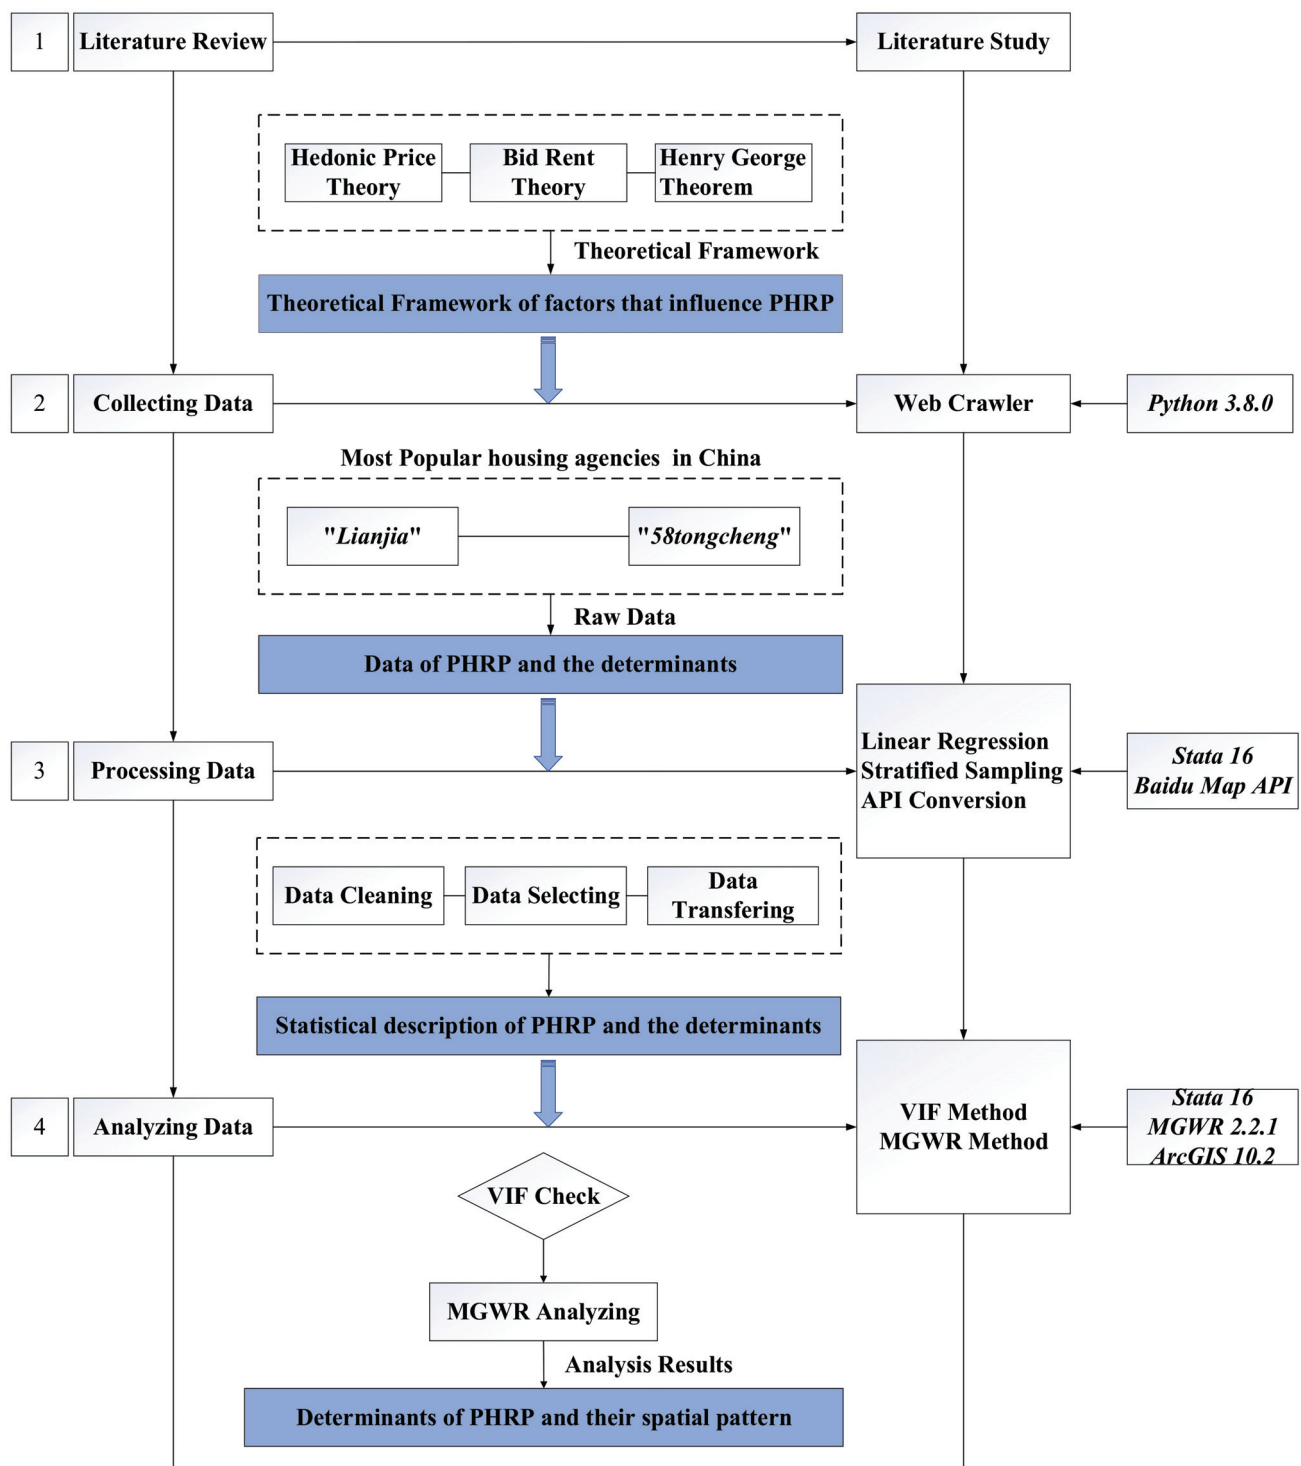 1
Literature Review
Literature Study
Hedonic Price
Theory
Bid Rent
Theory
Henry George
Theorem
Theoretical Framework
Theoretical Framework of factors that influence PHRP
2
Collecting Data
Web Crawler
Python 3.8.0
Most Popular housing agencies in China
"Lianjia"
"58tongcheng"
Raw Data
Data of PHRP and the determinants
3
Processing Data
Linear Regression
Stratified Sampling
API Conversion
Stata 16
Baidu Map API
Data Cleaning
Data Selecting
Data
Transfering
Statistical description of PHRP and the determinants
4
Analyzing Data
VIF Method
MGWR Method
Stata 16
MGWR 2.2.1
ArcGIS 10.2
VIF Check
MGWR Analyzing
Analysis Results
Determinants of PHRP and their spatial pattern